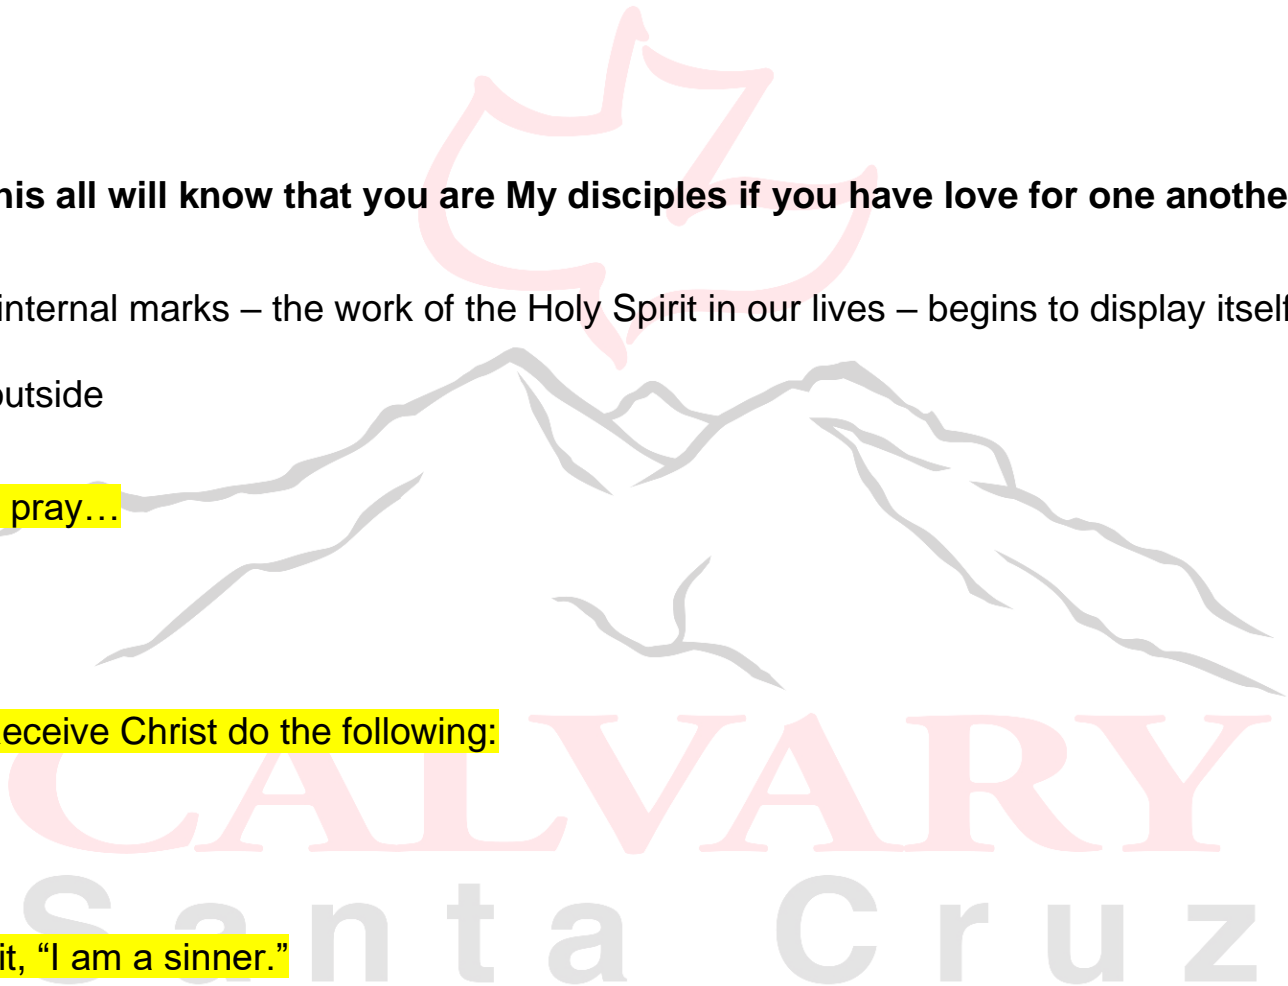 his all will know that you are My disciples if you have love for one anothe
internal marks – the work of the Holy Spirit in our lives – begins to display itself
outside
pray…
eceive Christ do the following:
CALVARY
Santa Cruz
it, “I am a sinner.”